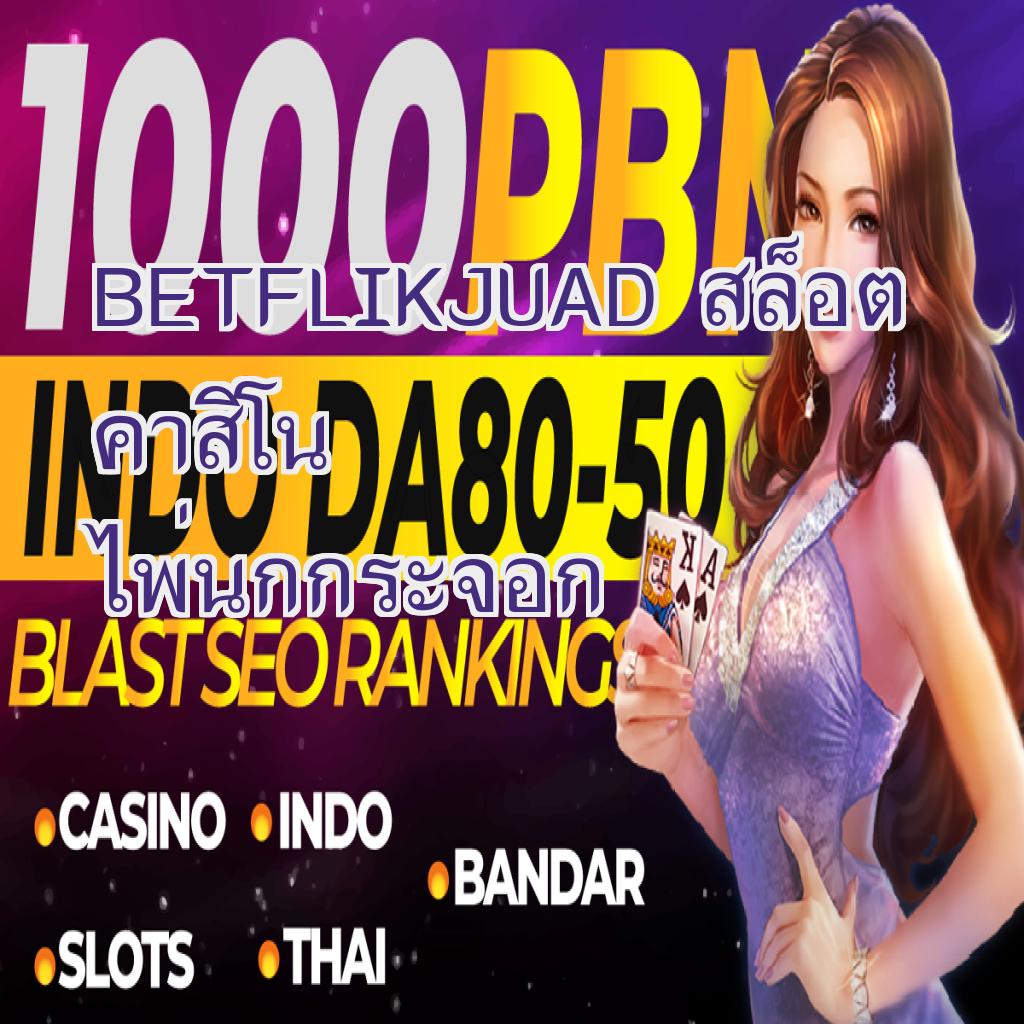 1000PBN
BETFLIKJUAD สล็อต
INDO DA80-50
คาสิโน
ไพ่นกกระจอก
BLAST SEO RANKINGS
CASINO
INDO
BANDAR
SLOTS
THAI
K
A